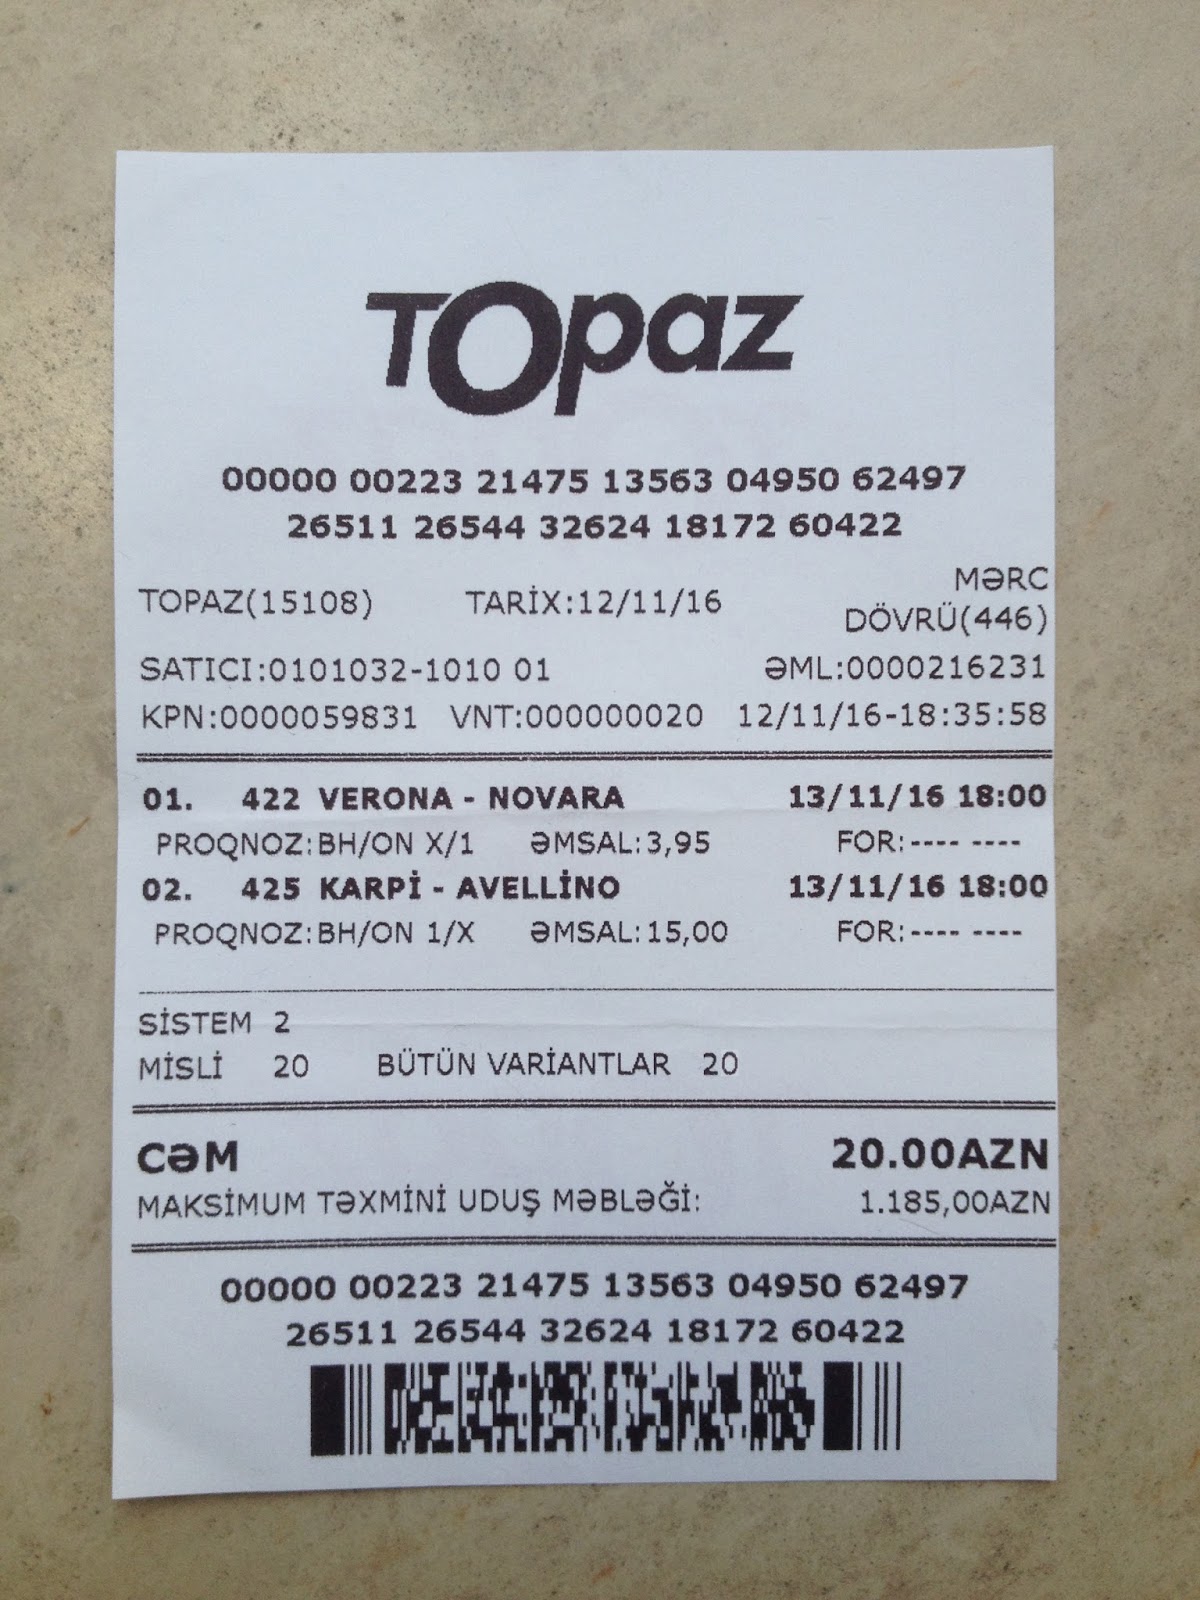 TOpaz
00000 00223 21475 13563 04950 62497
26511 26544 32624 18172 60422
TOPAZ(15108) TARİX:12/11/16 MƏRC DÖVRÜ(446)
SATICI:0101032-1010 01 ƏML:0000216231
KPN:0000059831 VNT:000000020 12/11/16-18:35:58
01. 422 VERONA - NOVARA 13/11/16 18:00
PROQNOZ:BH/ON X/1 ƏMSAL:3,95 FOR:---- ----
02. 425 KARPİ - AVELLİNO 13/11/16 18:00
PROQNOZ:BH/ON 1/X ƏMSAL:15,00 FOR:---- ----
SİSTEM 2
MİSLİ 20 BÜTÜN VARİANTLAR 20
CƏM 20.00AZN
MAKSİMUM TƏXMİNİ UDUŞ MƏBLƏĞİ: 1.185,00AZN
00000 00223 21475 13563 04950 62497
26511 26544 32624 18172 60422